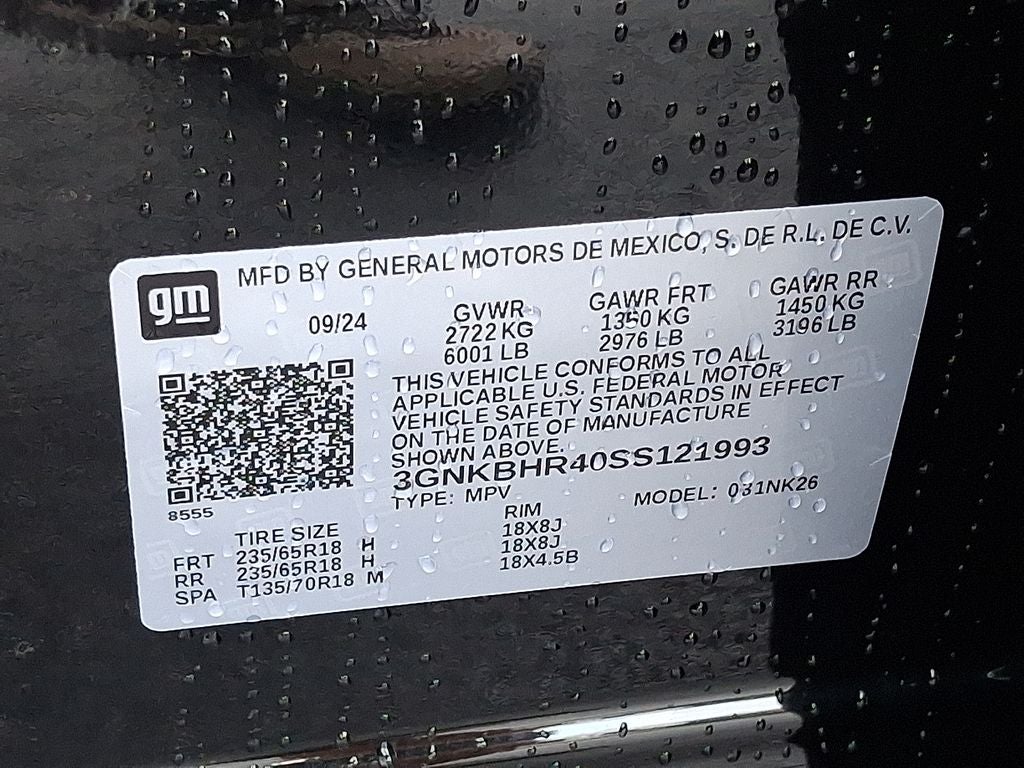 gm
MFD BY GENERAL MOTORS DE MEXICO, S. DE R.L. DE C.V.
09/24
GVWR
2722 KG
6001 LB
GAWR FRT
1350 KG
2976 LB
GAWR RR
1450 KG
3196 LB
THIS VEHICLE CONFORMS TO ALL
APPLICABLE U.S. FEDERAL MOTOR
VEHICLE SAFETY STANDARDS IN EFFECT
ON THE DATE OF MANUFACTURE
SHOWN ABOVE.
3GNKBHR40SS121993
TYPE: MPV
MODEL: 031NK26
8555
TIRE SIZE
RIM
FRT 235/65R18 H 18X8J
RR 235/65R18 H 18X8J
SPA T135/70R18 M 18X4.5B